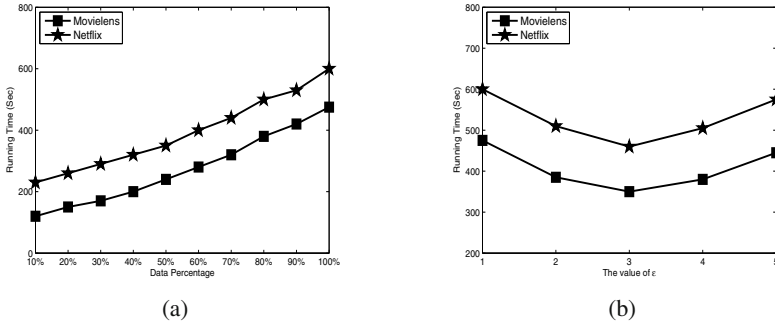 800
600
400
200
0
Running Time (Sec)
Movielens
Netflix
10% 20% 30% 40% 50% 60% 70% 80% 90% 100%
Data Percentage
(a)
800
700
600
500
400
300
200
Running Time (Sec)
Movielens
Netflix
1 2 3 4 5
The value of ε
(b)